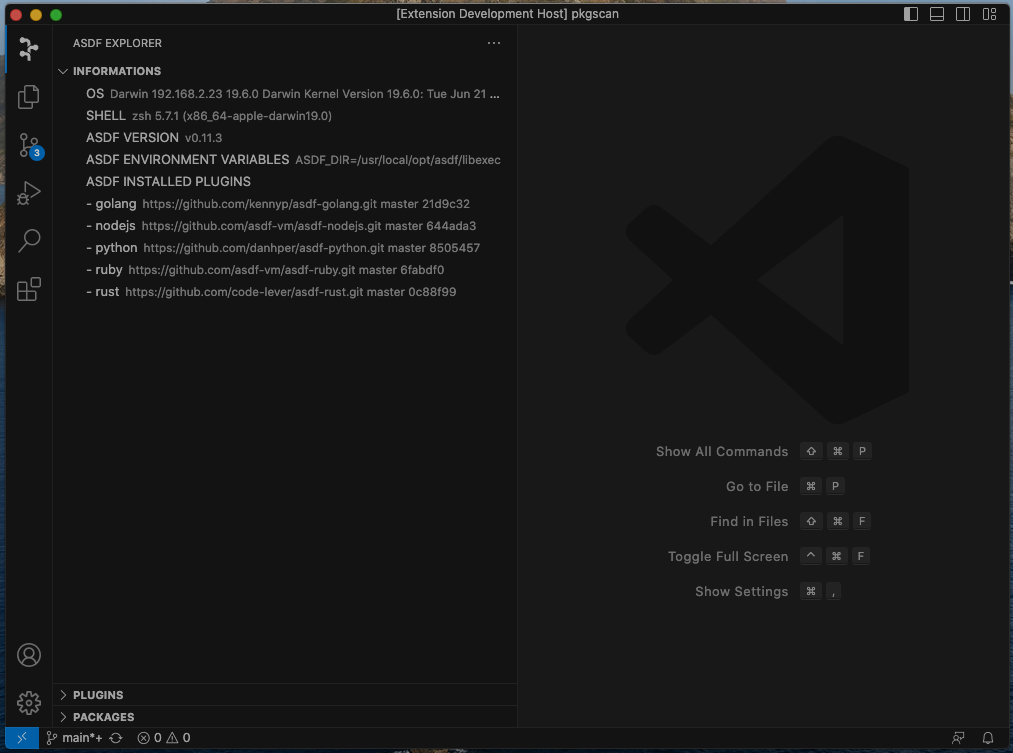 [Extension Development Host] pkgscan
ASDF EXPLORER ...
INFORMATIONS
OS Darwin 192.168.2.23 19.6.0 Darwin Kernel Version 19.6.0: Tue Jun 21 ...
SHELL zsh 5.7.1 (x86_64-apple-darwin19.0)
ASDF VERSION v0.11.3
ASDF ENVIRONMENT VARIABLES ASDF_DIR=/usr/local/opt/asdf/libexec
ASDF INSTALLED PLUGINS
- golang https://github.com/kennyp/asdf-golang.git master 21d9c32
- nodejs https://github.com/asdf-vm/asdf-nodejs.git master 644ada3
- python https://github.com/danhper/asdf-python.git master 8505457
- ruby https://github.com/asdf-vm/asdf-ruby.git master 6fabdf0
- rust https://github.com/code-lever/asdf-rust.git master 0c88f99
3
Show All Commands ⇧ ⌘ P
Go to File ⌘ P
Find in Files ⇧ ⌘ F
Toggle Full Screen ^ ⌘ F
Show Settings ⌘ ,
PLUGINS
PACKAGES
main*+ 0 0